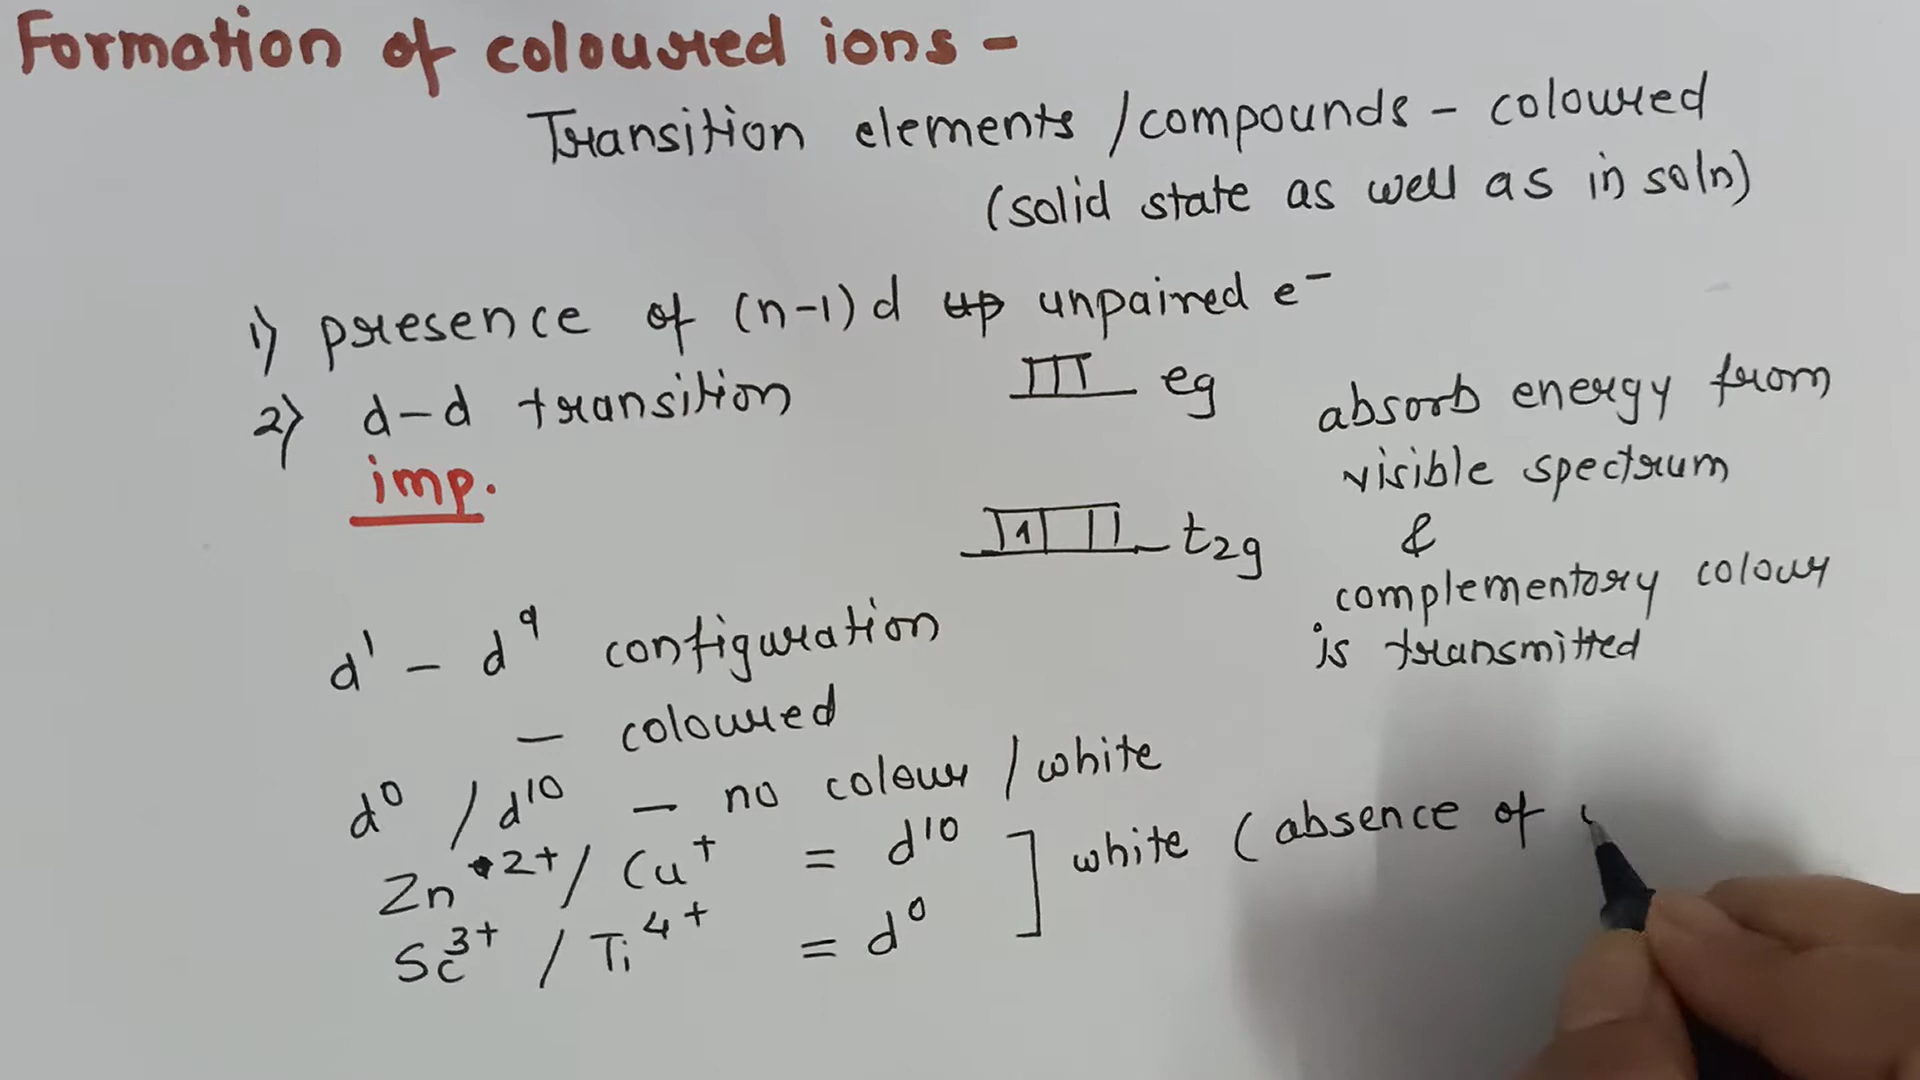 Formation of coloured ions -
Transition elements / compounds - coloured
(solid state as well as in soln)
1) presence of (n-1)d unpaired e⁻
2) d-d transition
imp.
eg
t₂g
absorb energy from
visible spectrum
&
complementary colour
is transmitted
d¹ - d⁹ configuration
- coloured
d⁰ / d¹⁰ - no colour / white
Zn²⁺ / Cu⁺ = d¹⁰
Sc³⁺ / Ti⁴⁺ = d⁰
] white (absence of